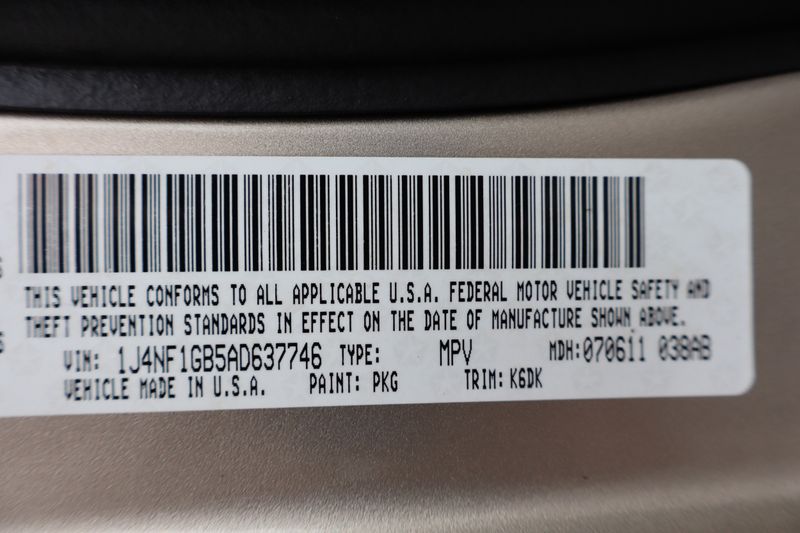 THIS VEHICLE CONFORMS TO ALL APPLICABLE U.S.A. FEDERAL MOTOR VEHICLE SAFETY AND
THEFT PREVENTION STANDARDS IN EFFECT ON THE DATE OF MANUFACTURE SHOWN ABOVE.
VIN: 1J4NF1GB5AD637746 TYPE: MPV MDH:070611 038AB
VEHICLE MADE IN U.S.A. PAINT: PKG TRIM: K6DK